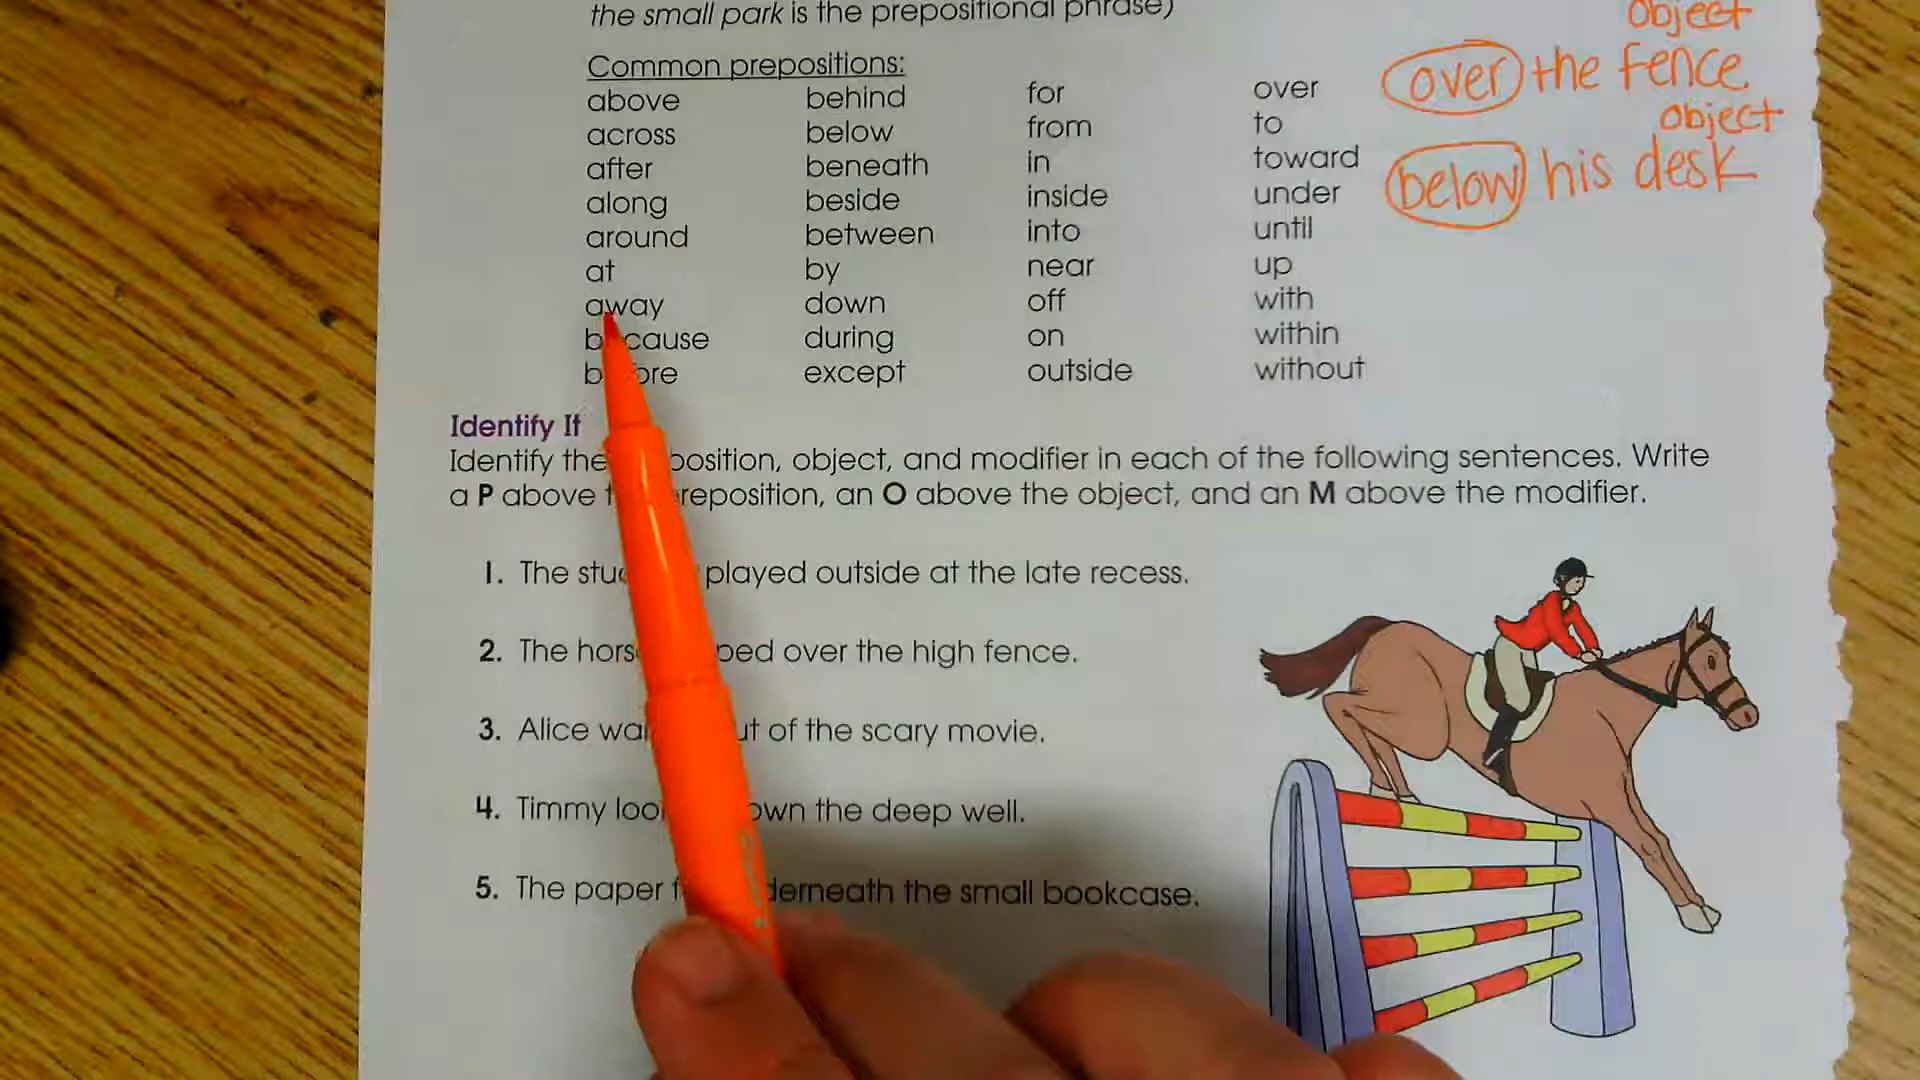 the small park is the prepositional phrase)
object
Common prepositions:
over the fence
above behind for over
object
across below from to
after beneath in toward
below his desk
along beside inside under
around between into until
at by near up
away down off with
cause during on within
except outside without
Identify It
Identify the position, object, and modifier in each of the following sentences. Write
a P above reposition, an O above the object, and an M above the modifier.
1. The played outside at the late recess.
2. The over the high fence.
3. Alice of the scary movie.
4. Timmy the deep well.
5. The paper the small bookcase.